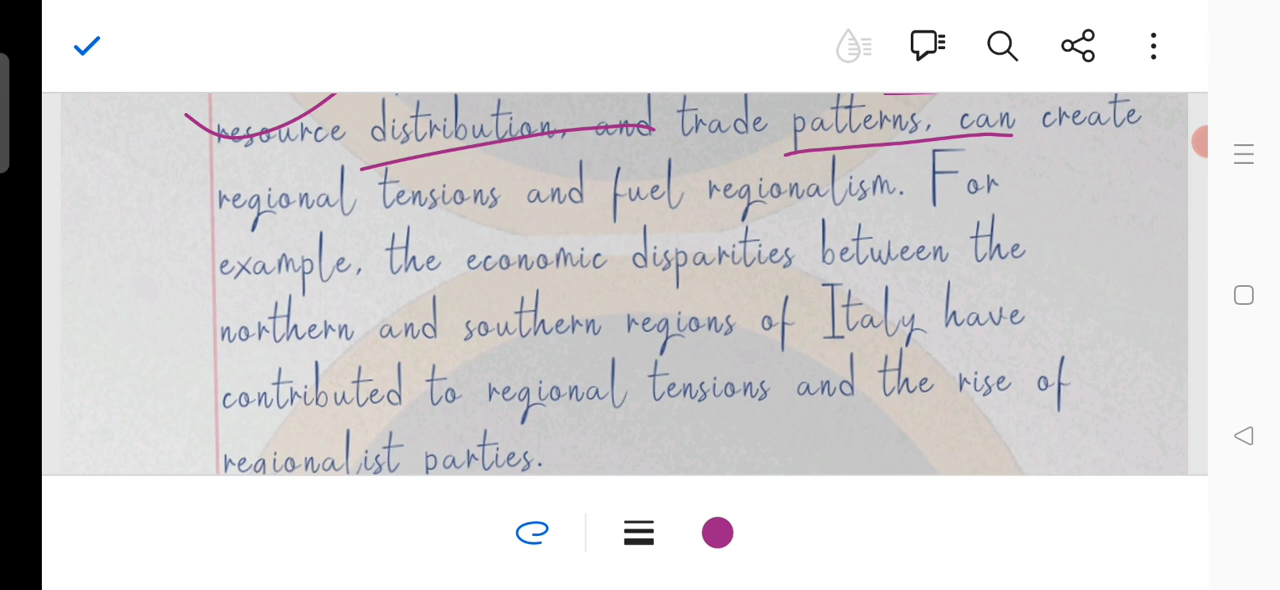 resource distribution, and trade patterns, can create
regional tensions and fuel regionalism. For
example, the economic disparities between the
northern and southern regions of Italy have
contributed to regional tensions and the rise of
regionalist parties.